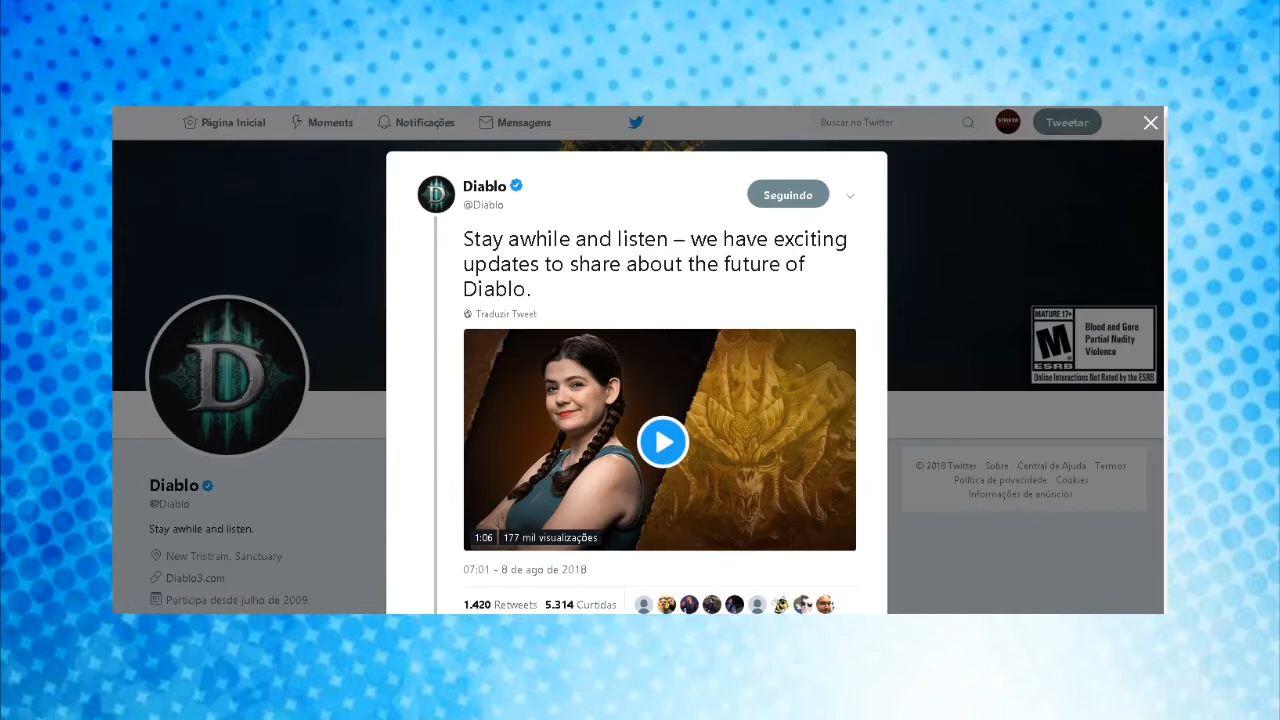 Página Inicial Moments Notificações Mensagens Buscar no Twitter Tweetar
Diablo
@Diablo
Seguindo
Stay awhile and listen – we have exciting
updates to share about the future of
Diablo.
Traduzir Tweet
1:06 177 mil visualizações
07:01 - 8 de ago de 2018
1.420 Retweets 5.314 Curtidas
D
Diablo
@Diablo
Stay awhile and listen.
New Tristram, Sanctuary
Diablo3.com
Participa desde julho de 2009
MATURE 17+
M
ESRB
Blood and Gore
Partial Nudity
Violence
Online Interactions Not Rated by the ESRB
© 2018 Twitter Sobre Central de Ajuda Termos
Política de privacidade Cookies
Informações de anúncios